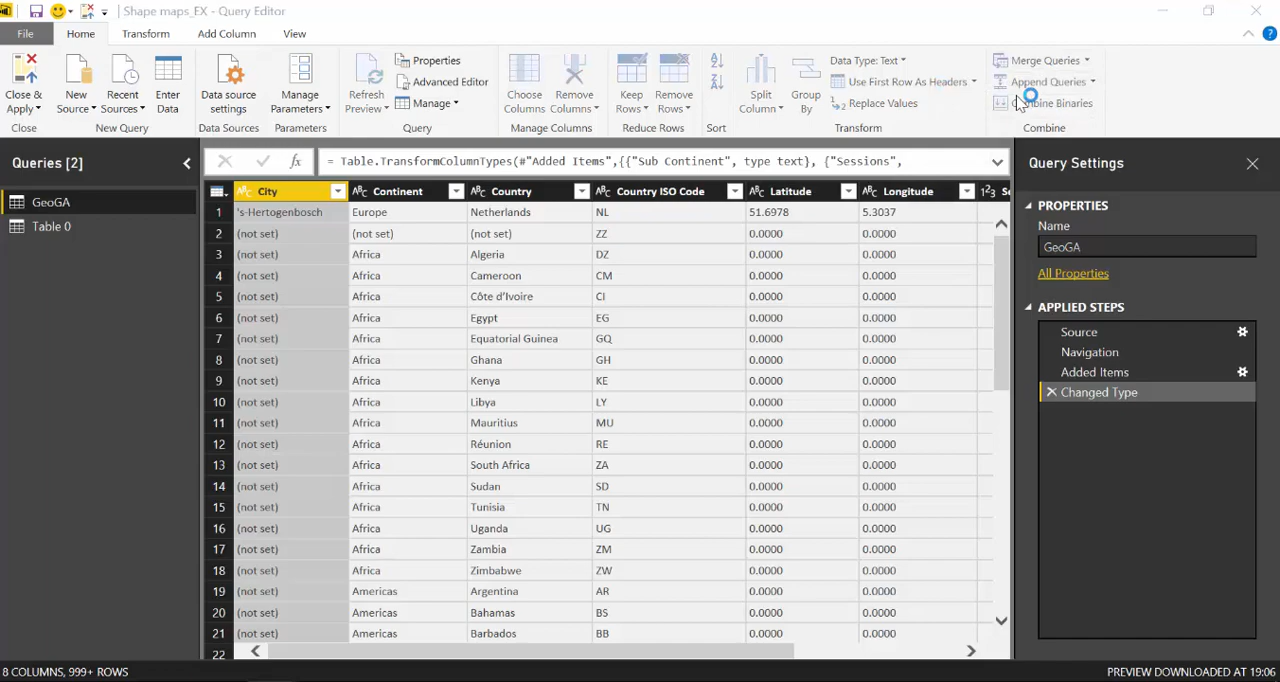 Shape maps_EX - Query Editor
File Home Transform Add Column View
Close & Apply
New Source
Recent Sources
Enter Data
Data source settings
Manage Parameters
Refresh Preview
Properties
Advanced Editor
Manage
Choose Columns
Remove Columns
Keep Rows
Remove Rows
Split Column
Group By
Data Type: Text
Use First Row As Headers
Replace Values
Merge Queries
Append Queries
Combine Binaries
Close New Query Data Sources Parameters Query Manage Columns Reduce Rows Sort Transform Combine
Queries [2]
GeoGA
Table 0
fx = Table.TransformColumnTypes(#"Added Items",{{"Sub Continent", type text}, {"Sessions",
City Continent Country Country ISO Code Latitude Longitude
1 's-Hertogenbosch Europe Netherlands NL 51.6978 5.3037
2 (not set) (not set) (not set) ZZ 0.0000 0.0000
3 (not set) Africa Algeria DZ 0.0000 0.0000
4 (not set) Africa Cameroon CM 0.0000 0.0000
5 (not set) Africa Côte d'Ivoire CI 0.0000 0.0000
6 (not set) Africa Egypt EG 0.0000 0.0000
7 (not set) Africa Equatorial Guinea GQ 0.0000 0.0000
8 (not set) Africa Ghana GH 0.0000 0.0000
9 (not set) Africa Kenya KE 0.0000 0.0000
10 (not set) Africa Libya LY 0.0000 0.0000
11 (not set) Africa Mauritius MU 0.0000 0.0000
12 (not set) Africa Réunion RE 0.0000 0.0000
13 (not set) Africa South Africa ZA 0.0000 0.0000
14 (not set) Africa Sudan SD 0.0000 0.0000
15 (not set) Africa Tunisia TN 0.0000 0.0000
16 (not set) Africa Uganda UG 0.0000 0.0000
17 (not set) Africa Zambia ZM 0.0000 0.0000
18 (not set) Africa Zimbabwe ZW 0.0000 0.0000
19 (not set) Americas Argentina AR 0.0000 0.0000
20 (not set) Americas Bahamas BS 0.0000 0.0000
21 (not set) Americas Barbados BB 0.0000 0.0000
22
Query Settings
PROPERTIES
Name
GeoGA
All Properties
APPLIED STEPS
Source
Navigation
Added Items
Changed Type
8 COLUMNS, 999+ ROWS
PREVIEW DOWNLOADED AT 19:06